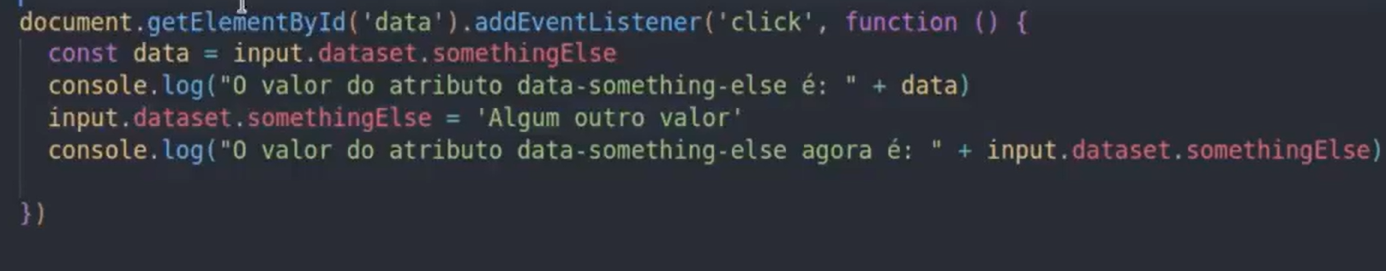 document.getElementById('data').addEventListener('click', function () {
const data = input.dataset.somethingElse
console.log("O valor do atributo data-something-else é: " + data)
input.dataset.somethingElse = 'Algum outro valor'
console.log("O valor do atributo data-something-else agora é: " + input.dataset.somethingElse)
})